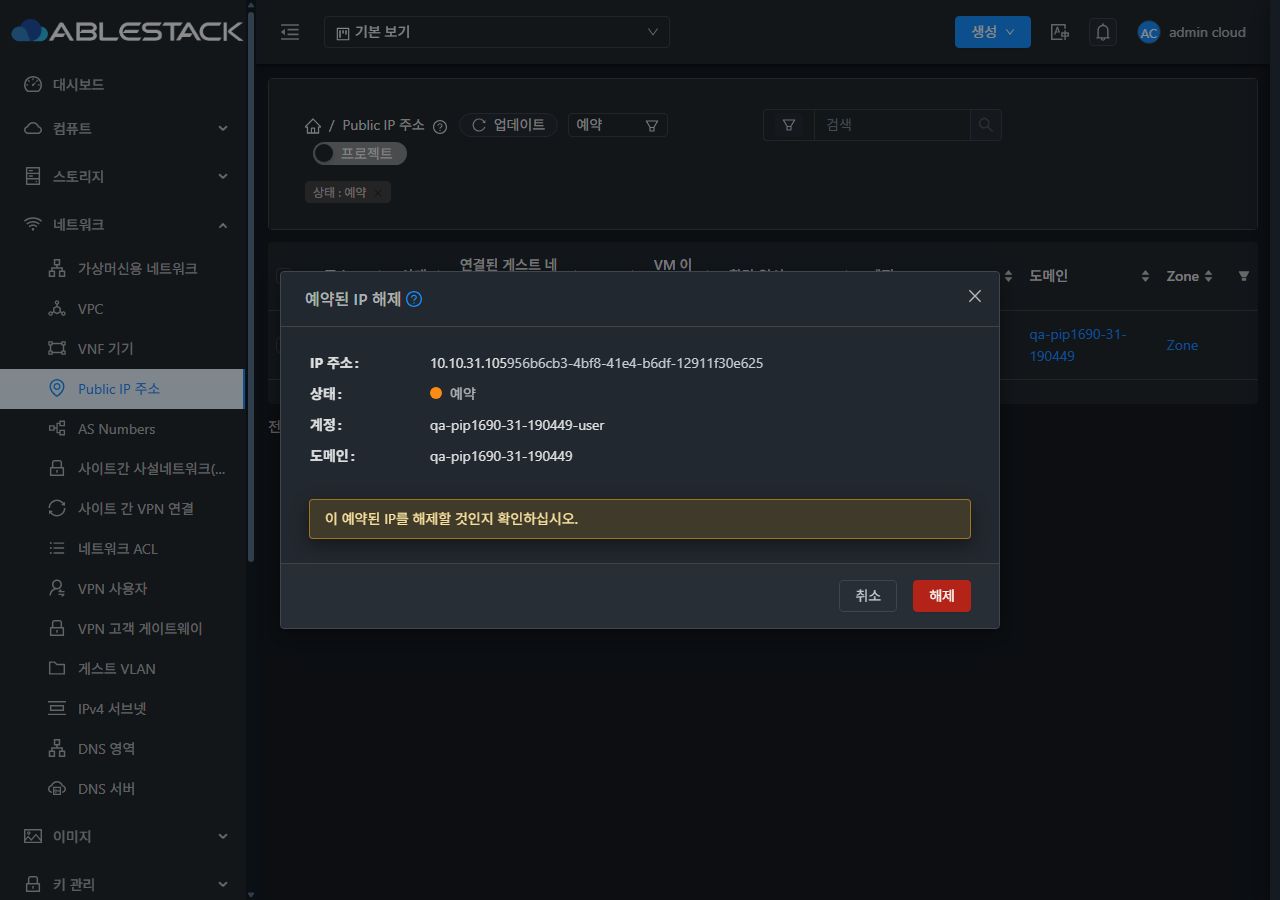 ABLESTACK
기본 보기
생성
AC
admin cloud
대시보드
컴퓨트
스토리지
네트워크
가상머신용 네트워크
VPC
VNF 기기
Public IP 주소
AS Numbers
사이트간 사설네트워크(...
사이트 간 VPN 연결
네트워크 ACL
VPN 사용자
VPN 고객 게이트웨이
게스트 VLAN
IPv4 서브넷
DNS 영역
DNS 서버
이미지
키 관리
/ Public IP 주소
업데이트
예약
검색
프로젝트
상태 : 예약
연결된 게스트 네
VM 이
도메인
Zone
qa-pip1690-31-
190449
Zone
전
예약된 IP 해제
IP 주소: 10.10.31.105956b6cb3-4bf8-41e4-b6df-12911f30e625
상태: 예약
계정: qa-pip1690-31-190449-user
도메인: qa-pip1690-31-190449
이 예약된 IP를 해제할 것인지 확인하십시오.
취소
해제